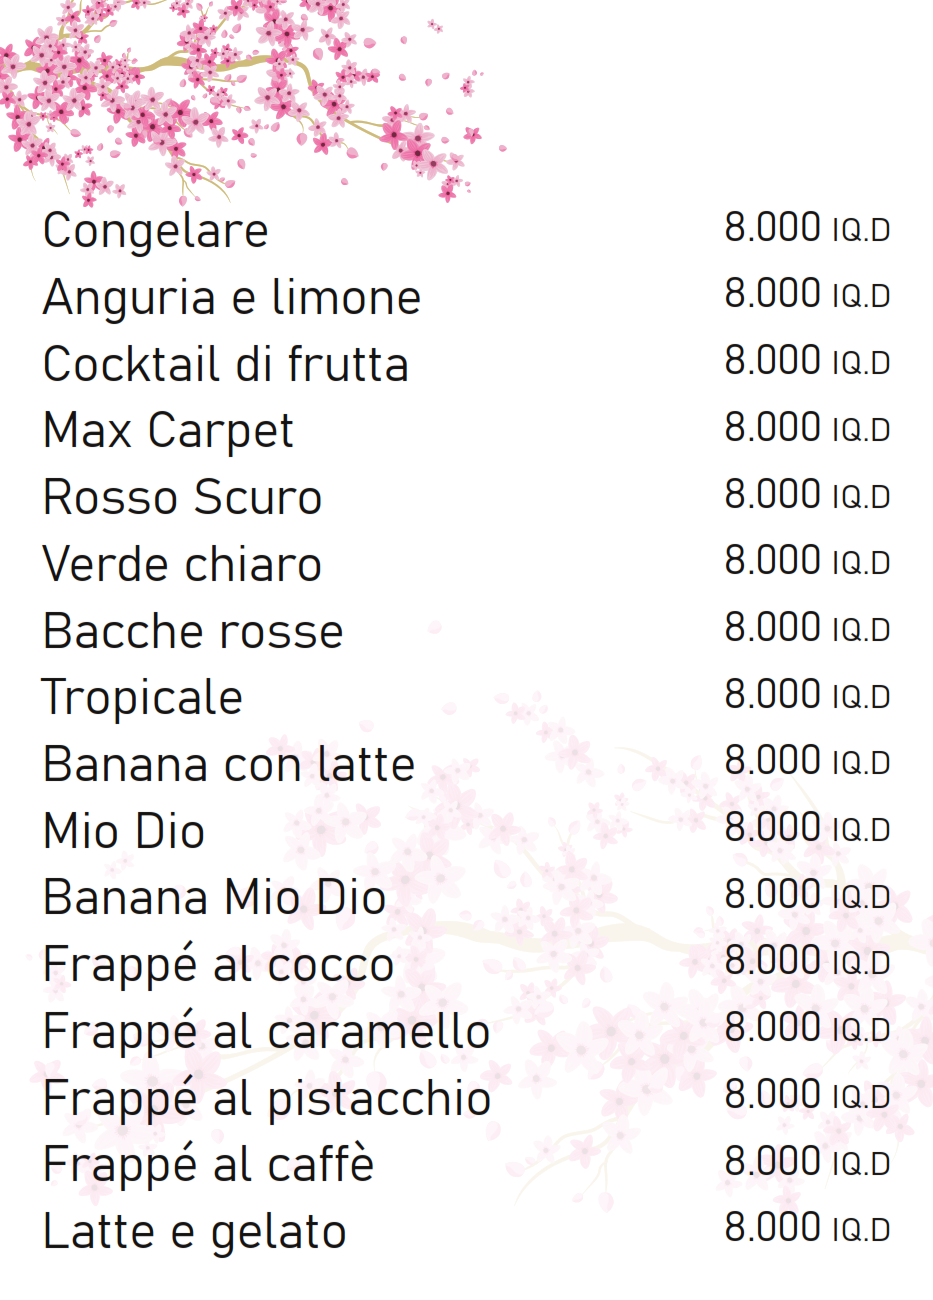 Congelare 8.000 IQ.D
Anguria e limone 8.000 IQ.D
Cocktail di frutta 8.000 IQ.D
Max Carpet 8.000 IQ.D
Rosso Scuro 8.000 IQ.D
Verde chiaro 8.000 IQ.D
Bacche rosse 8.000 IQ.D
Tropicale 8.000 IQ.D
Banana con latte 8.000 IQ.D
Mio Dio 8.000 IQ.D
Banana Mio Dio 8.000 IQ.D
Frappé al cocco 8.000 IQ.D
Frappé al caramello 8.000 IQ.D
Frappé al pistacchio 8.000 IQ.D
Frappé al caffè 8.000 IQ.D
Latte e gelato 8.000 IQ.D